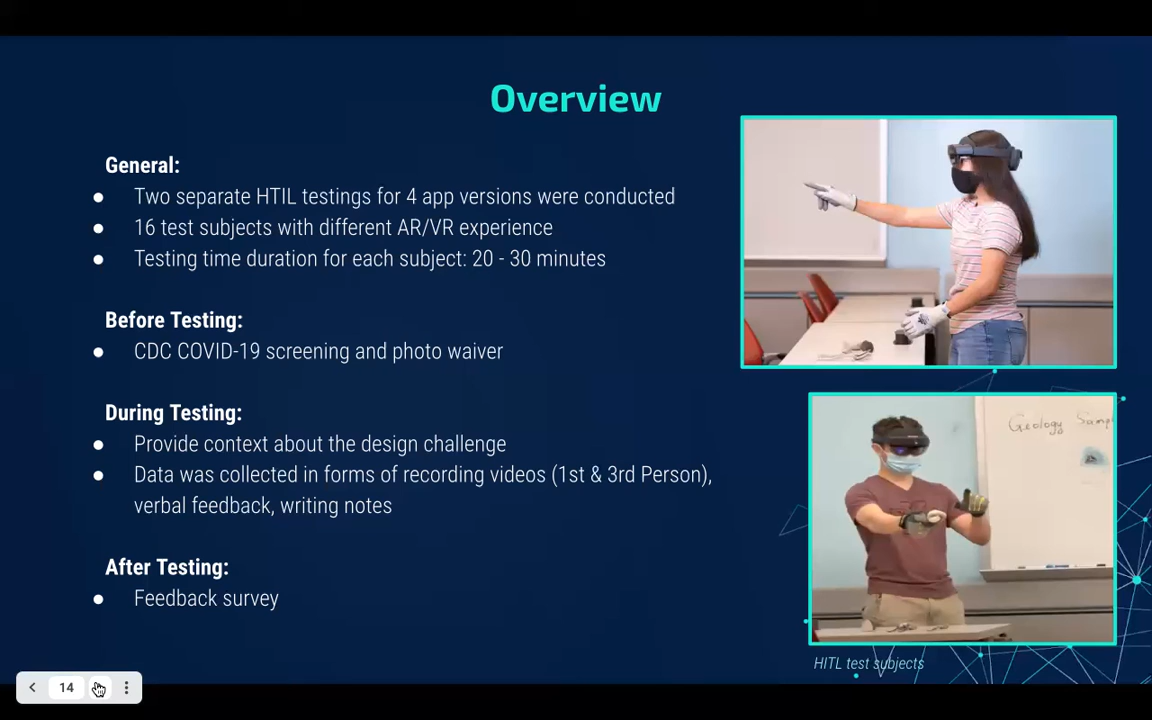 Overview
General:
● Two separate HTIL testings for 4 app versions were conducted
● 16 test subjects with different AR/VR experience
● Testing time duration for each subject: 20 - 30 minutes
Before Testing:
● CDC COVID-19 screening and photo waiver
During Testing:
● Provide context about the design challenge
● Data was collected in forms of recording videos (1st & 3rd Person),
verbal feedback, writing notes
After Testing:
● Feedback survey
Geology Samp
HITL test subjects
14